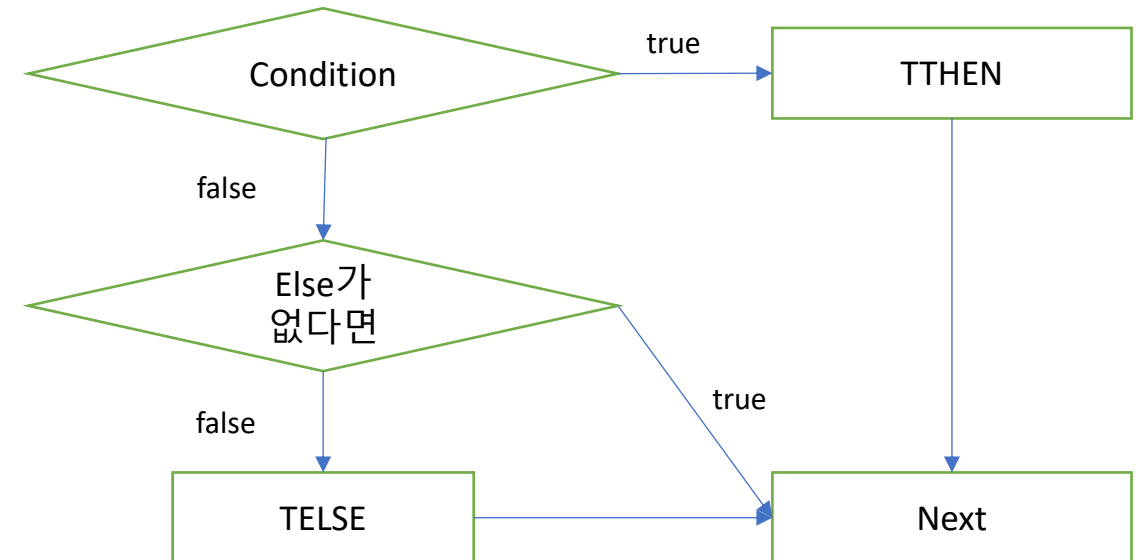 Condition
true
TTHEN
false
Else가
없다면
true
false
TELSE
Next